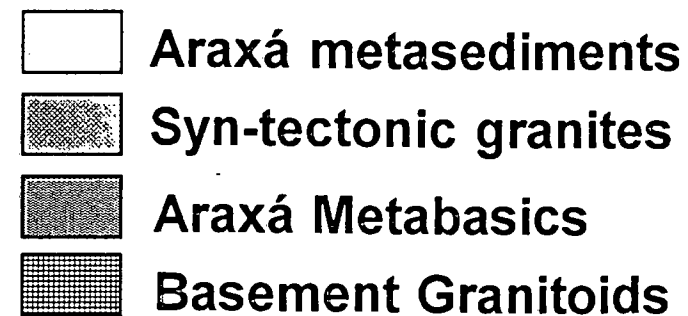 Araxá metasediments
Syn-tectonic granites
Araxá Metabasics
Basement Granitoids